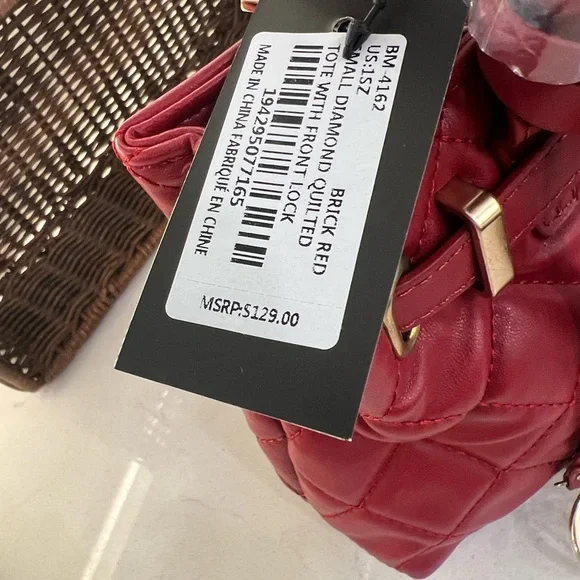 BM-4162
US:1SZ BRICK RED
SMALL DIAMOND QUILTED
TOTE WITH FRONT LOCK
194295077165
MADE IN CHINA FABRIQUÉ EN CHINE
MSRP:$129.00